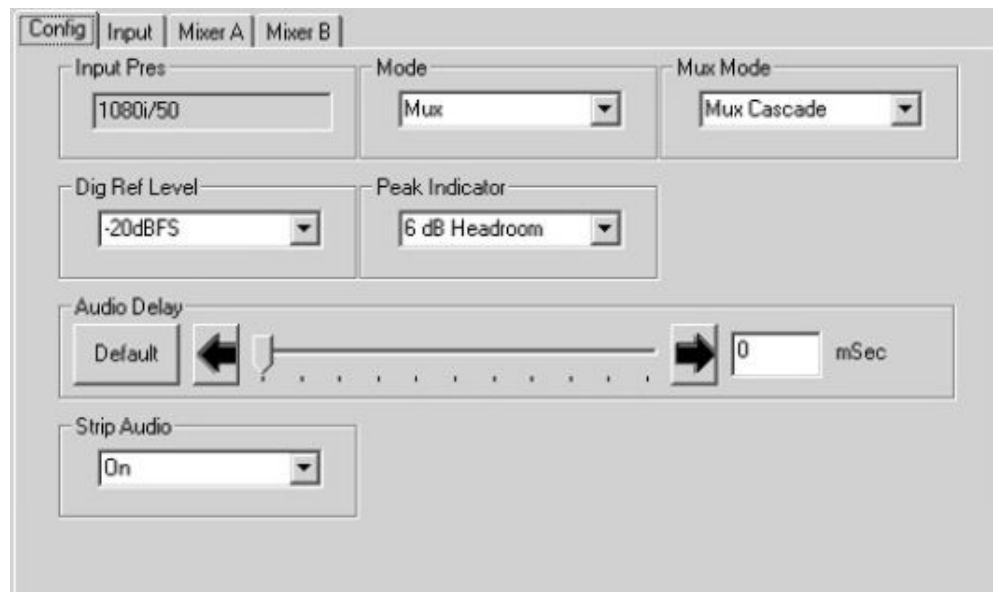 Config Input Mixer A Mixer B
Input Pres Mode Mux Mode
1080i/50 Mux Mux Cascade
Dig Ref Level Peak Indicator
-20dBFS 6 dB Headroom
Audio Delay
Default 0 mSec
Strip Audio
On